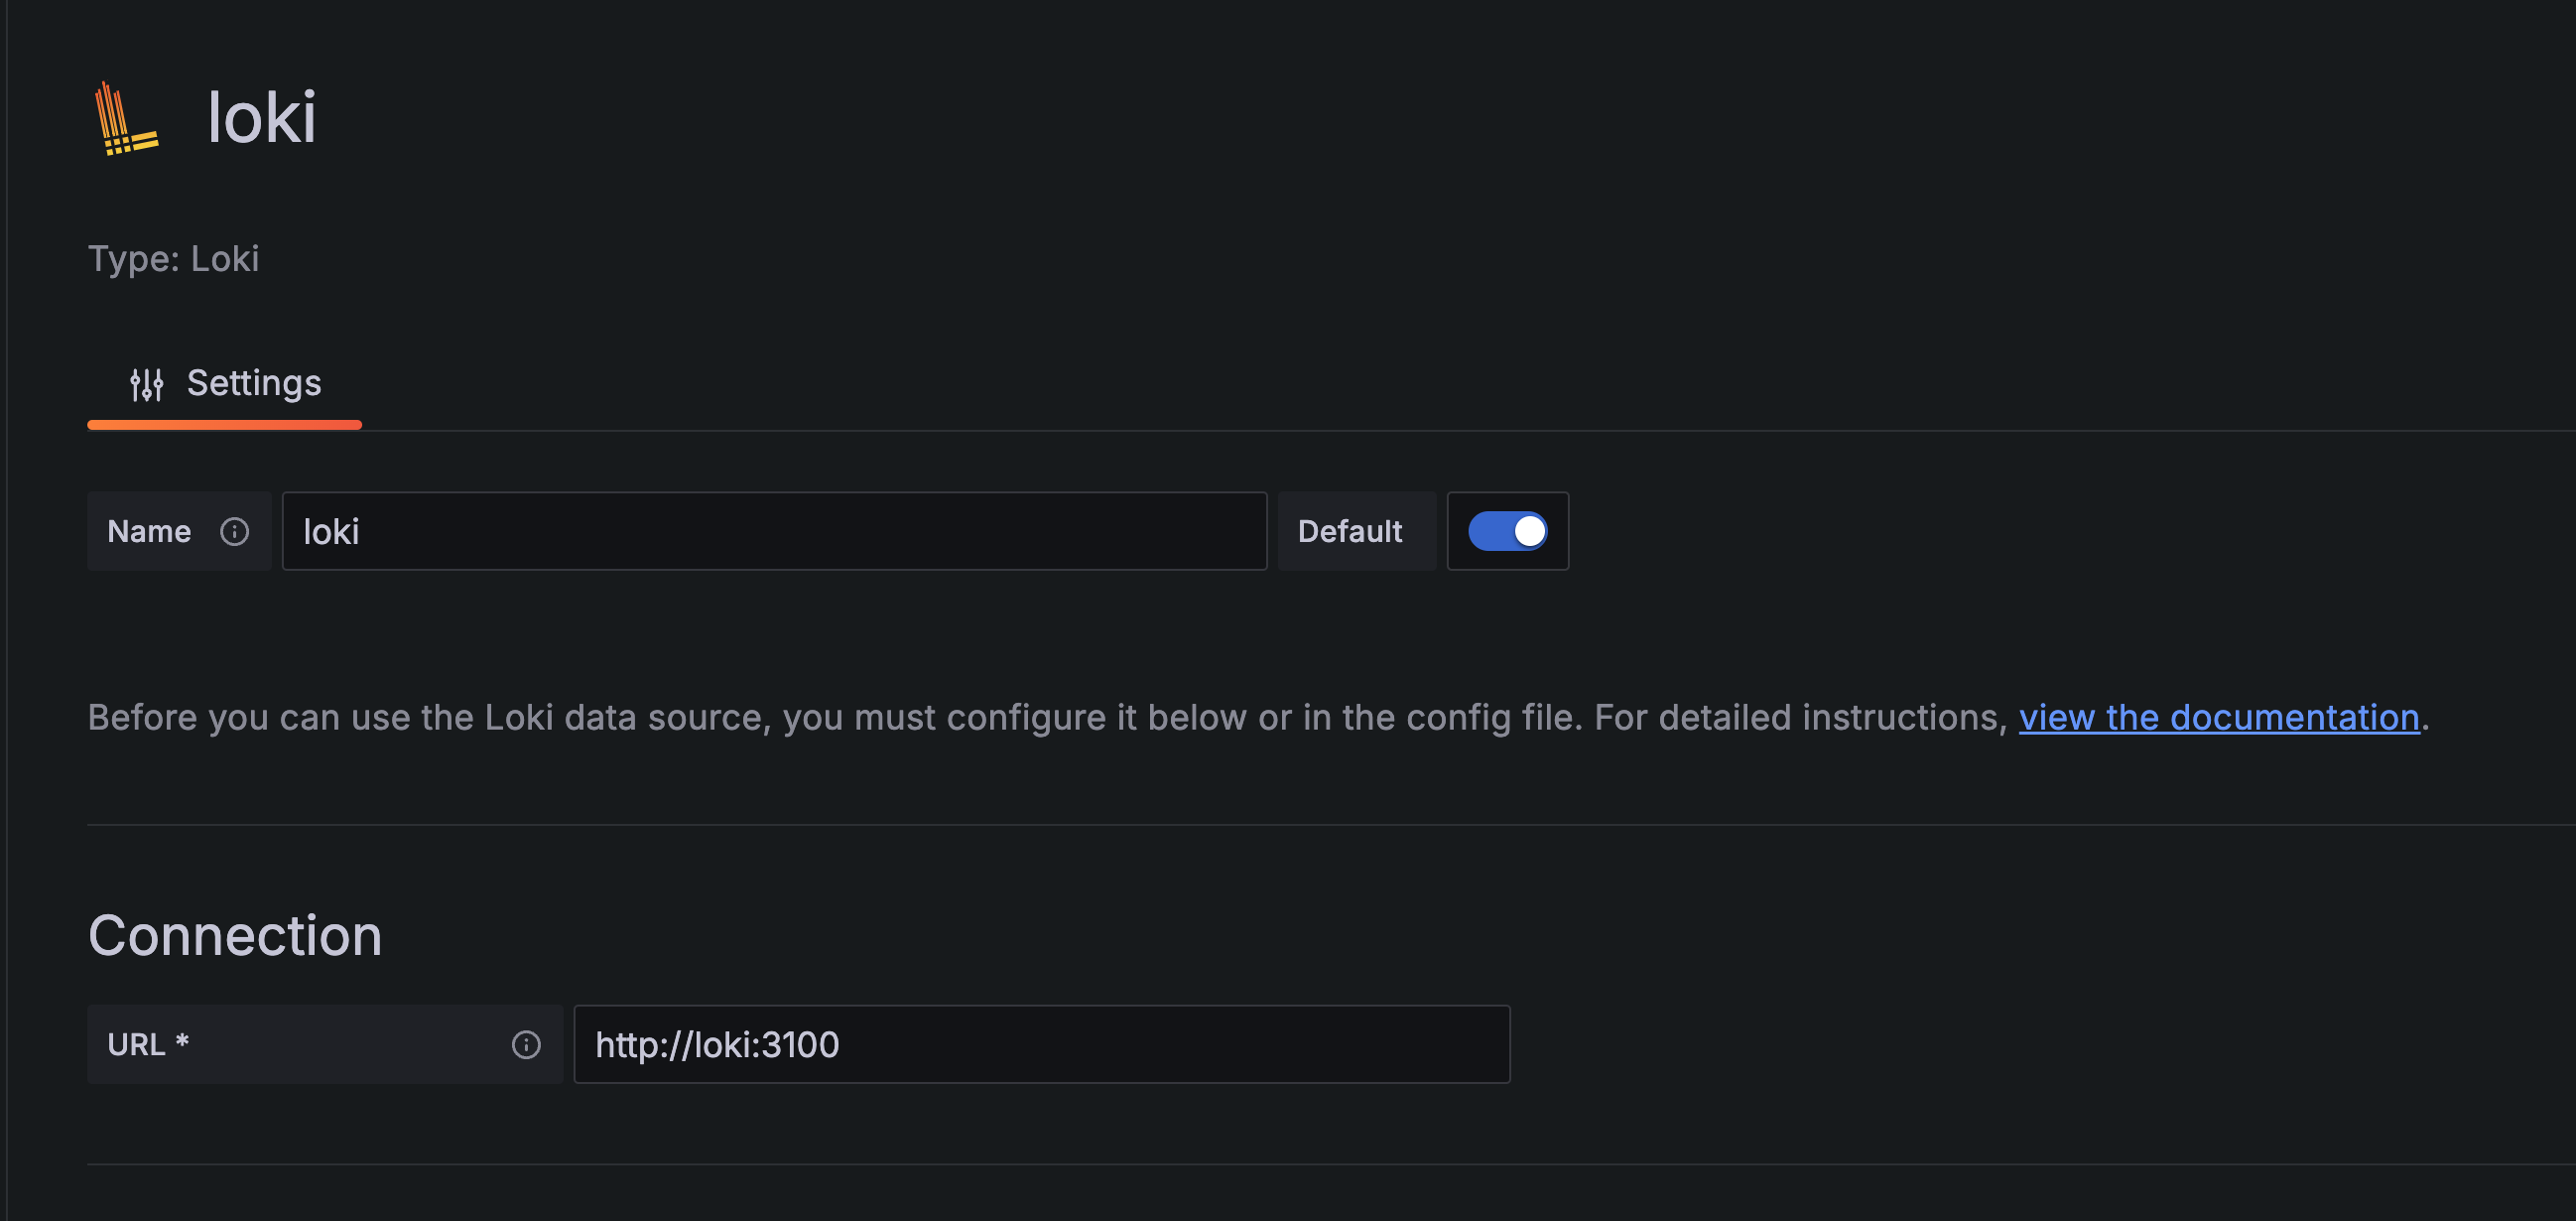 loki
Type: Loki
Settings
Name loki Default
Before you can use the Loki data source, you must configure it below or in the config file. For detailed instructions, view the documentation.
Connection
URL * http://loki:3100